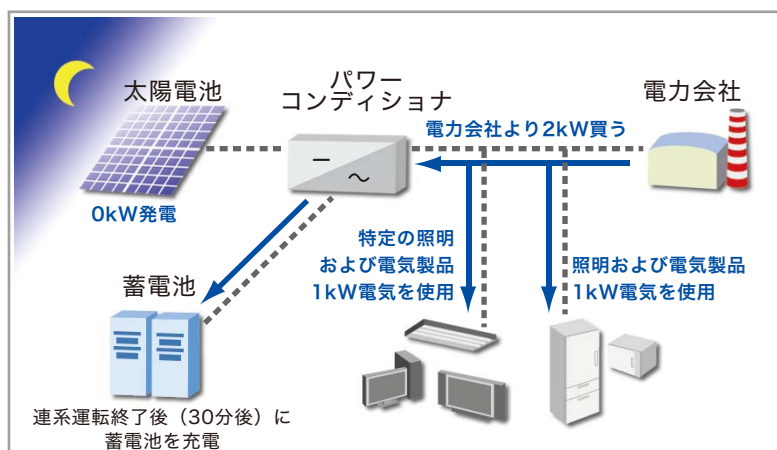 太陽電池
パワー
コンディショナ
電力会社
電力会社より2kW買う
0kW発電
特定の照明
および電気製品
1kW電気を使用
照明および電気製品
1kW電気を使用
蓄電池
連系運転終了後（30分後）に
蓄電池を充電